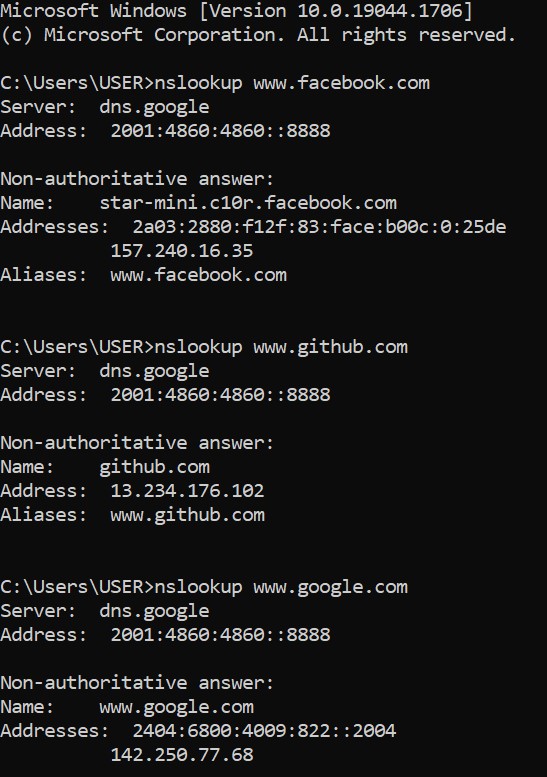 Microsoft Windows [Version 10.0.19044.1706]
(c) Microsoft Corporation. All rights reserved.
C:\Users\USER>nslookup www.facebook.com
Server:  dns.google
Address:  2001:4860:4860::8888
Non-authoritative answer:
Name:    star-mini.c10r.facebook.com
Addresses:  2a03:2880:f12f:83:face:b00c:0:25de
157.240.16.35
Aliases:  www.facebook.com
C:\Users\USER>nslookup www.github.com
Server:  dns.google
Address:  2001:4860:4860::8888
Non-authoritative answer:
Name:    github.com
Address:  13.234.176.102
Aliases:  www.github.com
C:\Users\USER>nslookup www.google.com
Server:  dns.google
Address:  2001:4860:4860::8888
Non-authoritative answer:
Name:    www.google.com
Addresses:  2404:6800:4009:822::2004
142.250.77.68